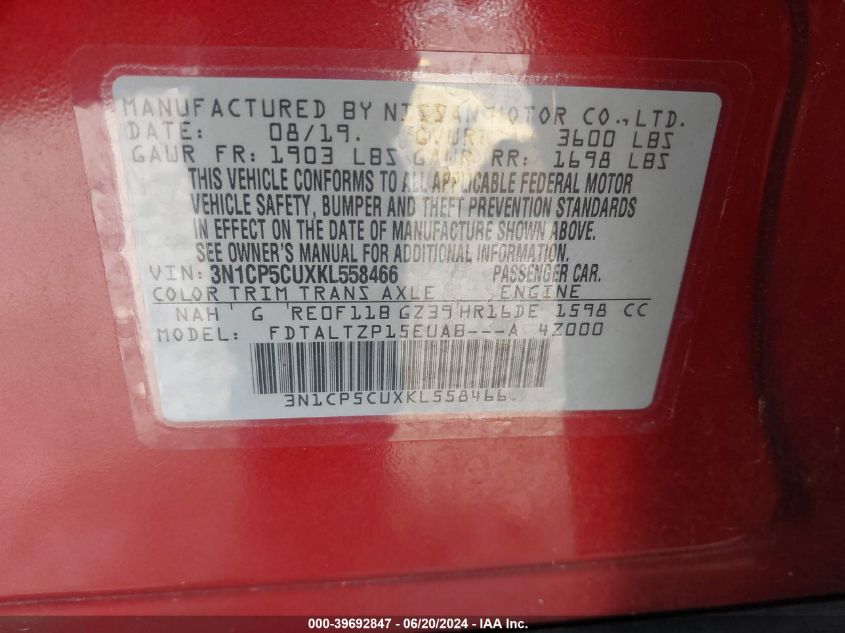 MANUFACTURED BY NISSAN MOTOR CO., LTD.
DATE: 08/19. GVWR 3600 LBS
GAWR FR: 1903 LBS GAWR RR: 1698 LBS
THIS VEHICLE CONFORMS TO ALL APPLICABLE FEDERAL MOTOR
VEHICLE SAFETY, BUMPER AND THEFT PREVENTION STANDARDS
IN EFFECT ON THE DATE OF MANUFACTURE SHOWN ABOVE.
SEE OWNER'S MANUAL FOR ADDITIONAL INFORMATION.
VIN: 3N1CP5CUXKL558466 PASSENGER CAR.
COLOR TRIM TRANS AXLE ENGINE
NAH G RE0F11B GZ39 HR16DE 1598 CC
MODEL: FDTALTZP15EUAB---A 4Z000
3N1CP5CUXKL558466
000-39692847 | 06/20/2024 - IAA, Inc.